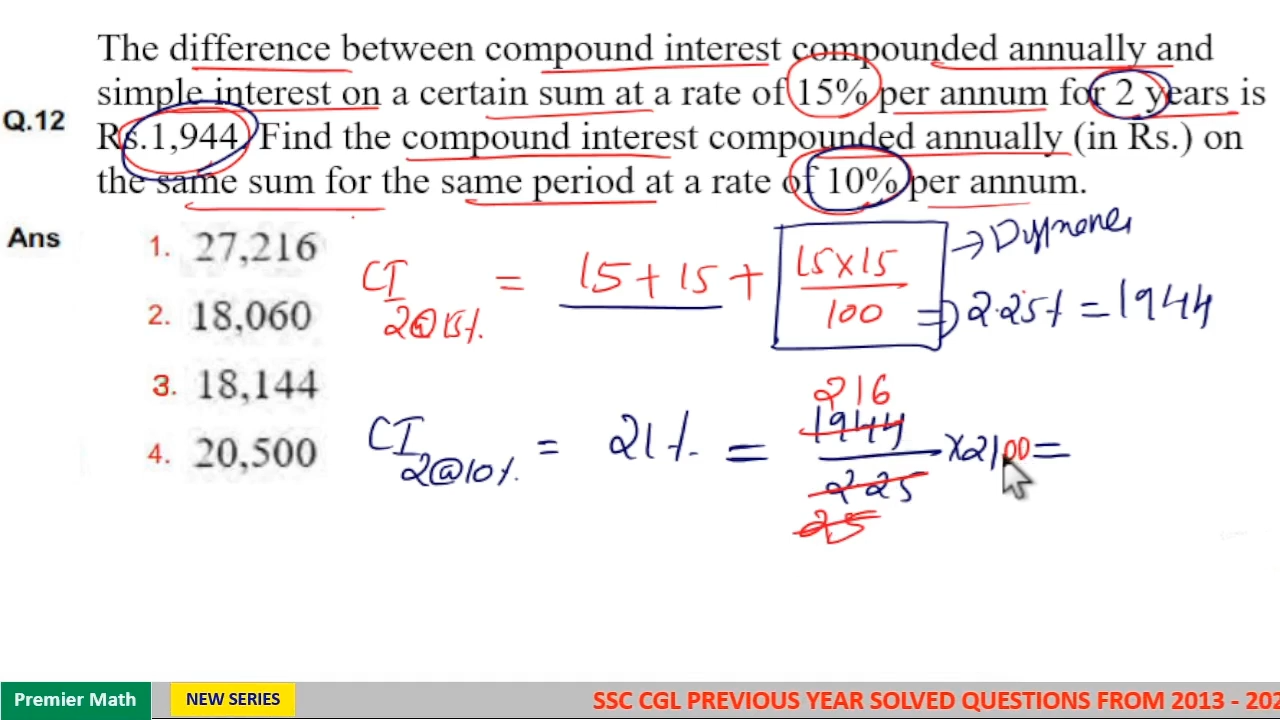 The difference between compound interest compounded annually and
simple interest on a certain sum at a rate of 15% per annum for 2 years is
Q.12
Rs.1,944. Find the compound interest compounded annually (in Rs.) on
the same sum for the same period at a rate of 10% per annum.
Ans
1. 27,216
2. 18,060
3. 18,144
4. 20,500
CI 2@15% = 15 + 15 + 15×15/100 → Difference
⇒ 2.25% = 1944
216
CI 2@10% = 21% = 1944/225 × 2100 =
25
Premier Math
NEW SERIES
SSC CGL PREVIOUS YEAR SOLVED QUESTIONS FROM 2013 - 202